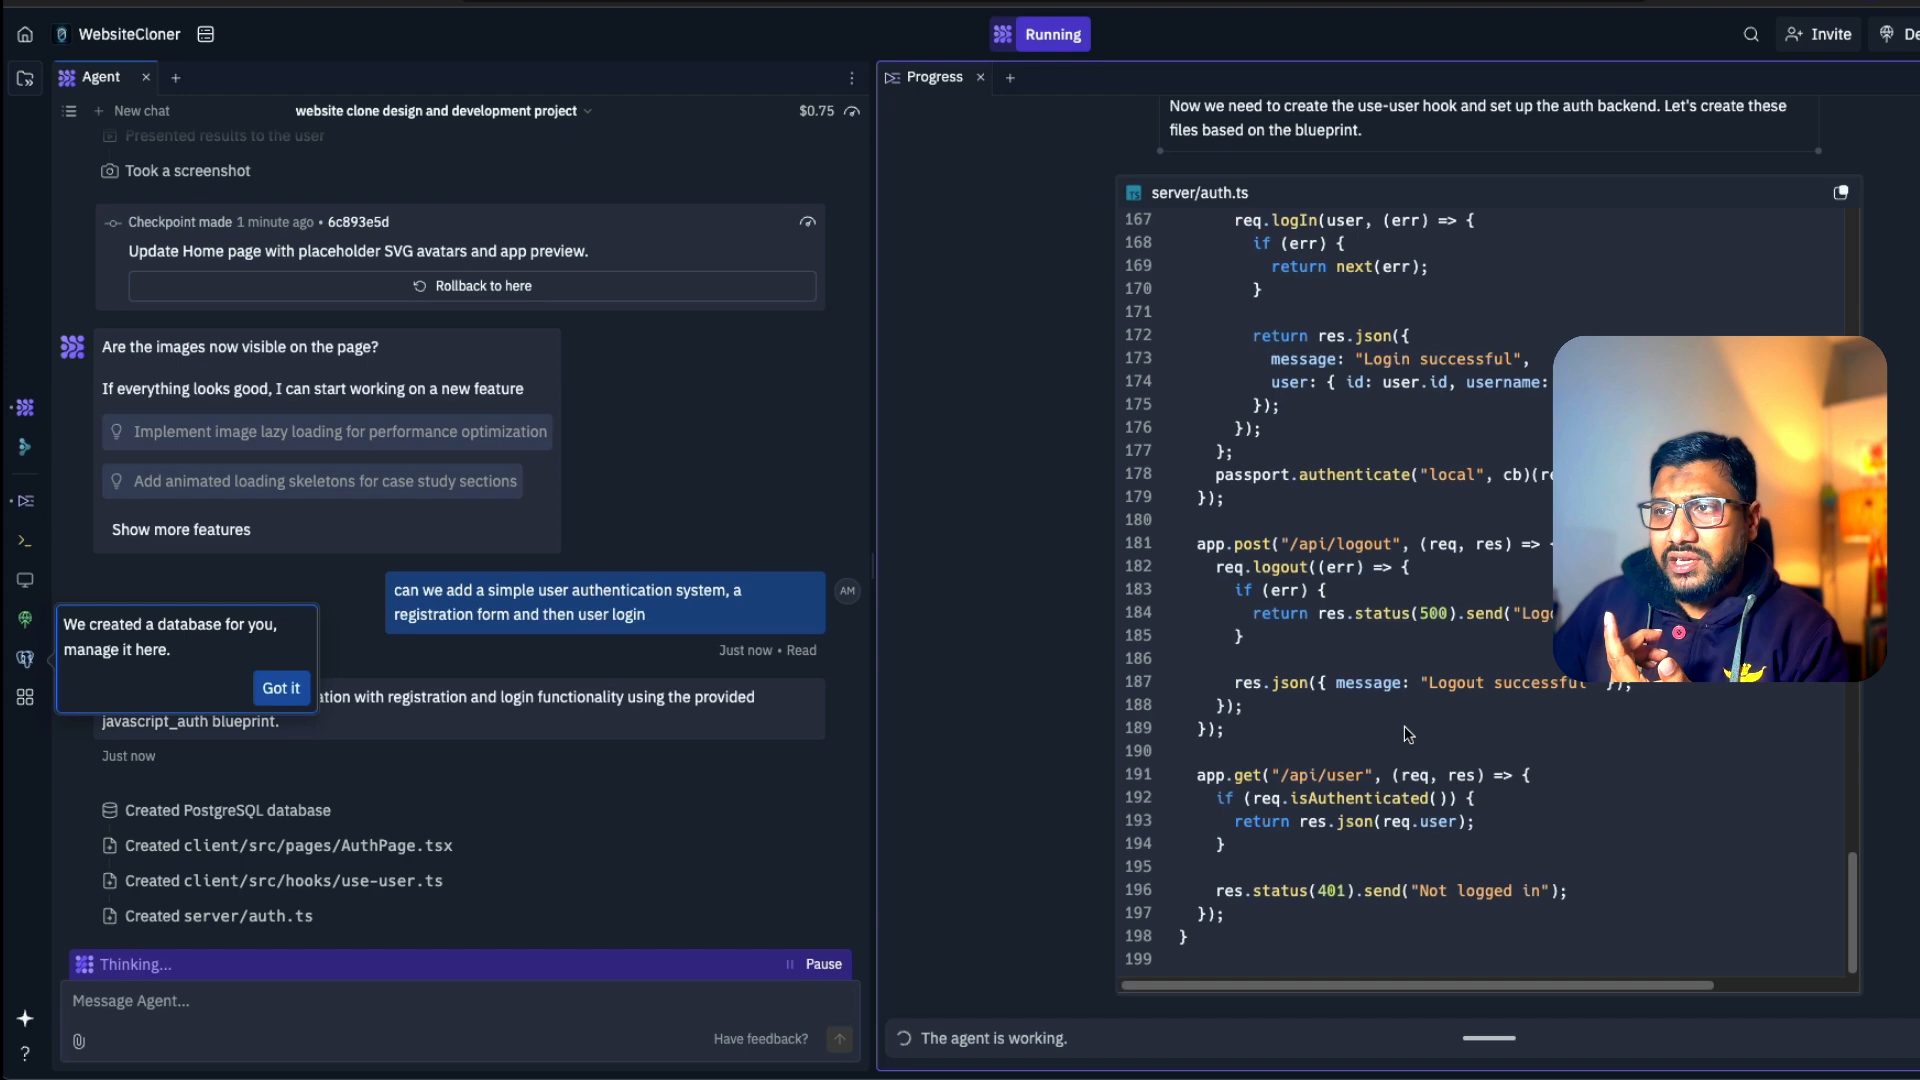 WebsiteCloner
Running
Invite
De
Agent
Progress
New chat
website clone design and development project
$0.75
Presented results to the user
Took a screenshot
Checkpoint made 1 minute ago • 6c893e5d
Update Home page with placeholder SVG avatars and app preview.
Rollback to here
Are the images now visible on the page?
If everything looks good, I can start working on a new feature
Implement image lazy loading for performance optimization
Add animated loading skeletons for case study sections
Show more features
can we add a simple user authentication system, a
registration form and then user login
AM
Just now • Read
We created a database for you,
manage it here.
Got it
ation with registration and login functionality using the provided
javascript_auth blueprint.
Just now
Created PostgreSQL database
Created client/src/pages/AuthPage.tsx
Created client/src/hooks/use-user.ts
Created server/auth.ts
Thinking...
Pause
Message Agent...
Have feedback?
?
Now we need to create the use-user hook and set up the auth backend. Let's create these
files based on the blueprint.
TS server/auth.ts
167 req.logIn(user, (err) => {
168 if (err) {
169 return next(err);
170 }
171
172 return res.json({
173 message: "Login successful",
174 user: { id: user.id, username:
175 });
176 });
177 };
178 passport.authenticate("local", cb)(re
179 });
180
181 app.post("/api/logout", (req, res) =>
182 req.logout((err) => {
183 if (err) {
184 return res.status(500).send("Logo
185 }
186
187 res.json({ message: "Logout successful" });
188 });
189 });
190
191 app.get("/api/user", (req, res) => {
192 if (req.isAuthenticated()) {
193 return res.json(req.user);
194 }
195
196 res.status(401).send("Not logged in");
197 });
198 }
199
The agent is working.